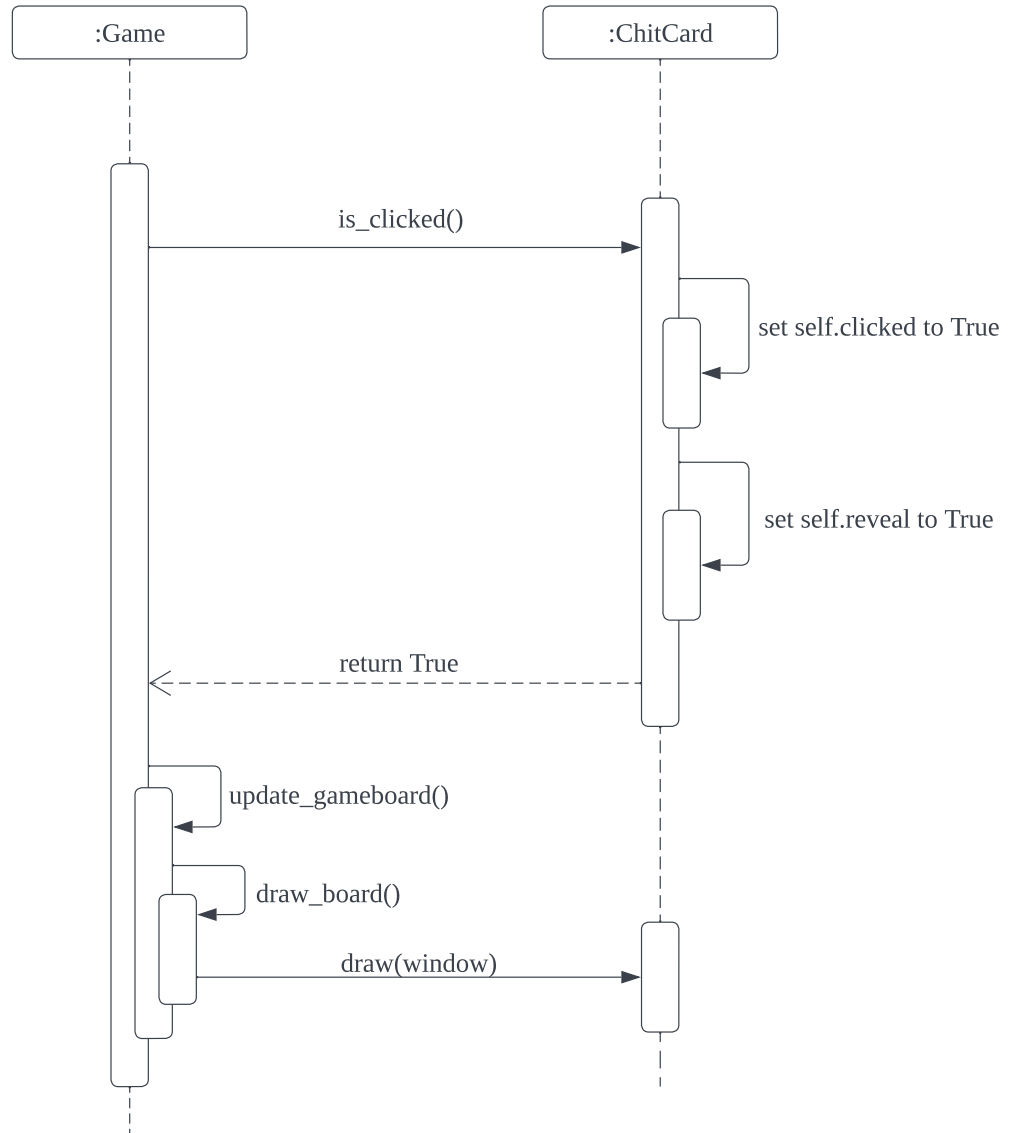 :Game
:ChitCard
is_clicked()
set self.clicked to True
set self.reveal to True
return True
update_gameboard()
draw_board()
draw(window)